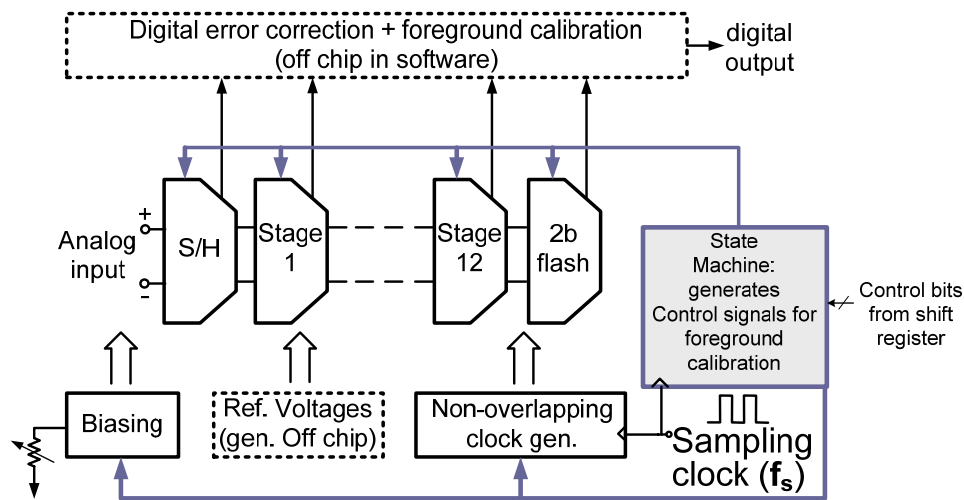 Digital error correction + foreground calibration
(off chip in software)
digital
output
+
Analog
input
-
S/H
Stage
1
Stage
12
2b
flash
State
Machine:
generates
Control signals for
foreground
calibration
Control bits
from shift
register
Biasing
Ref. Voltages
(gen. Off chip)
Non-overlapping
clock gen.
Sampling
clock (fs)